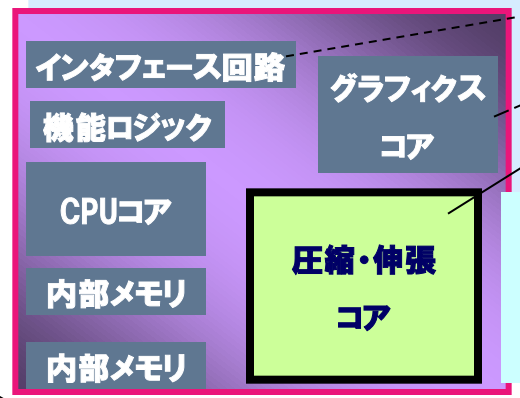 インタフェース回路
グラフィクス
コア
機能ロジック
CPUコア
圧縮・伸張
コア
内部メモリ
内部メモリ